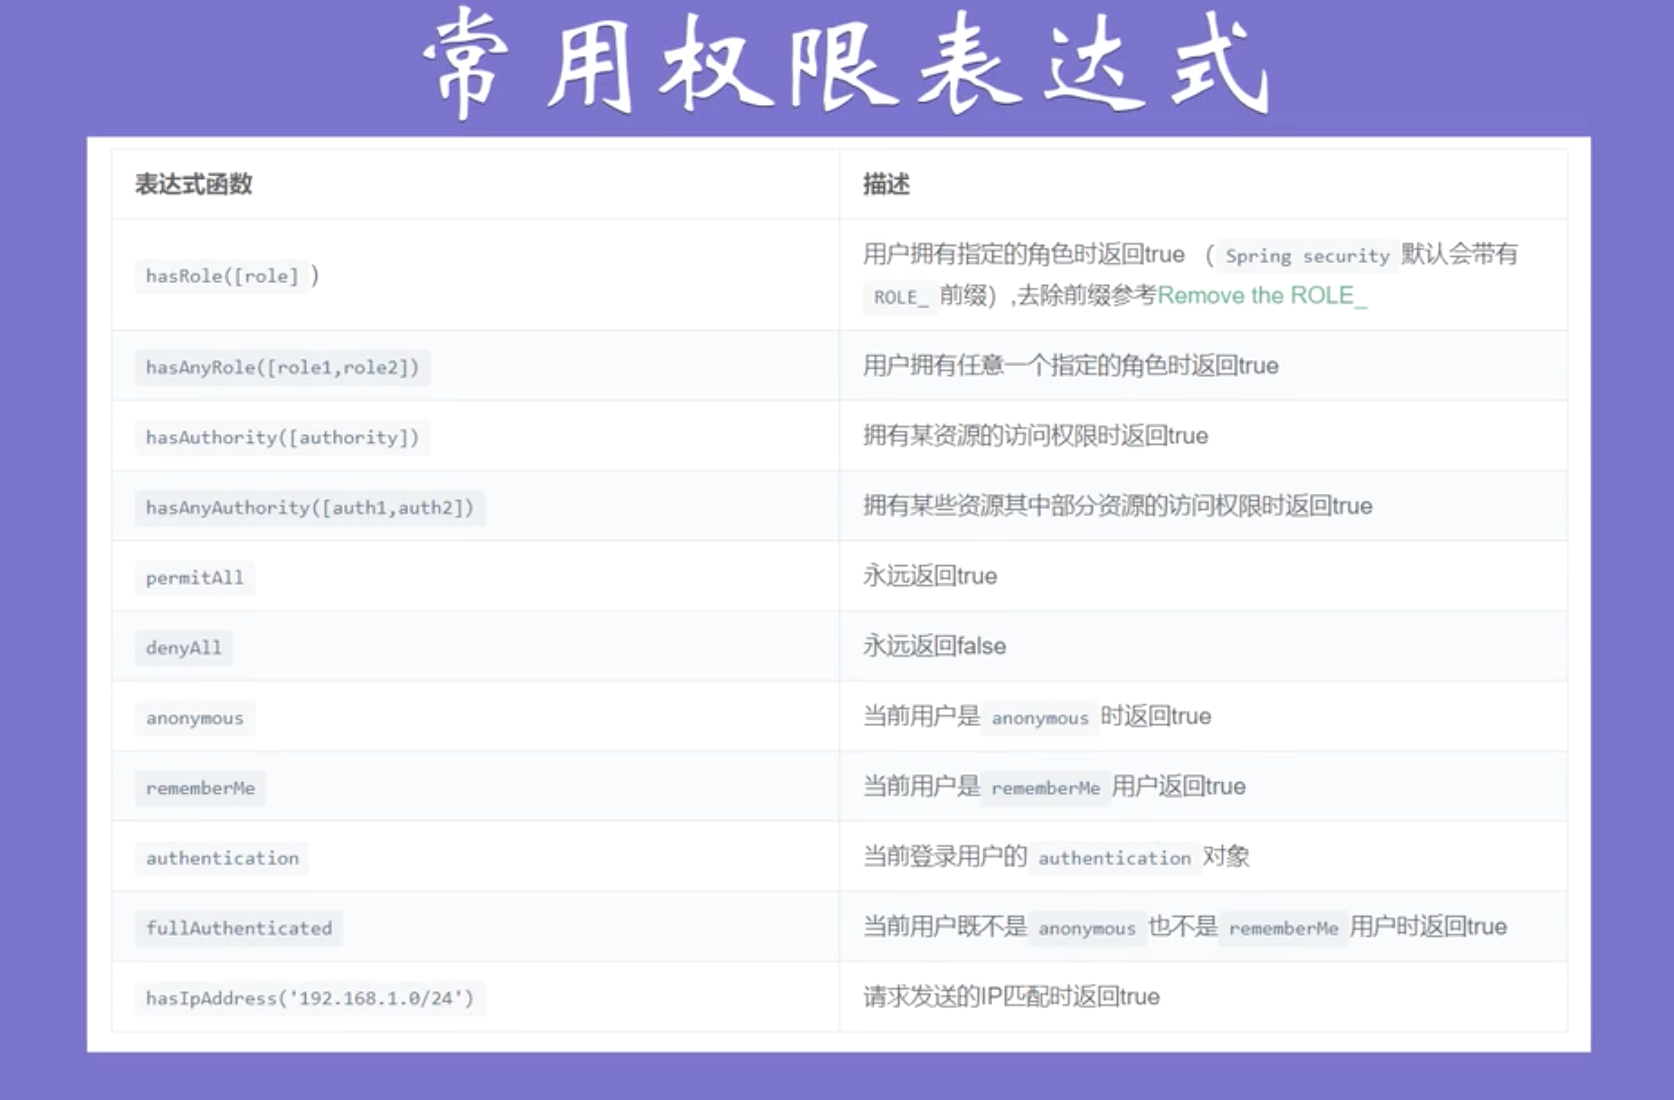 常用权限表达式
表达式函数 描述
hasRole([role] ) 用户拥有指定的角色时返回true （ Spring security 默认会带有
ROLE_ 前缀）,去除前缀参考Remove the ROLE_
hasAnyRole([role1,role2]) 用户拥有任意一个指定的角色时返回true
hasAuthority([authority]) 拥有某资源的访问权限时返回true
hasAnyAuthority([auth1,auth2]) 拥有某些资源其中部分资源的访问权限时返回true
permitAll 永远返回true
denyAll 永远返回false
anonymous 当前用户是 anonymous 时返回true
rememberMe 当前用户是 rememberMe 用户返回true
authentication 当前登录用户的 authentication 对象
fullAuthenticated 当前用户既不是 anonymous 也不是 rememberMe 用户时返回true
hasIpAddress('192.168.1.0/24') 请求发送的IP匹配时返回true